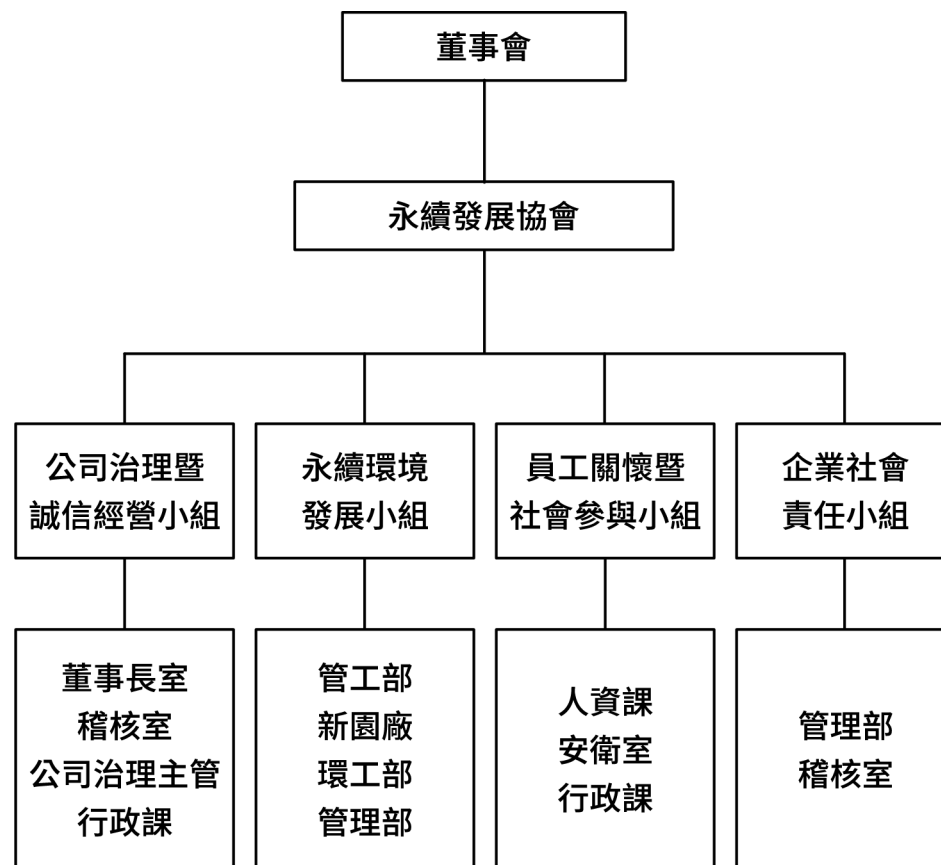 董事會
永續發展協會
公司治理暨
誠信經營小組
永續環境
發展小組
員工關懷暨
社會參與小組
企業社會
責任小組
董事長室
稽核室
公司治理主管
行政課
管工部
新園廠
環工部
管理部
人資課
安衛室
行政課
管理部
稽核室